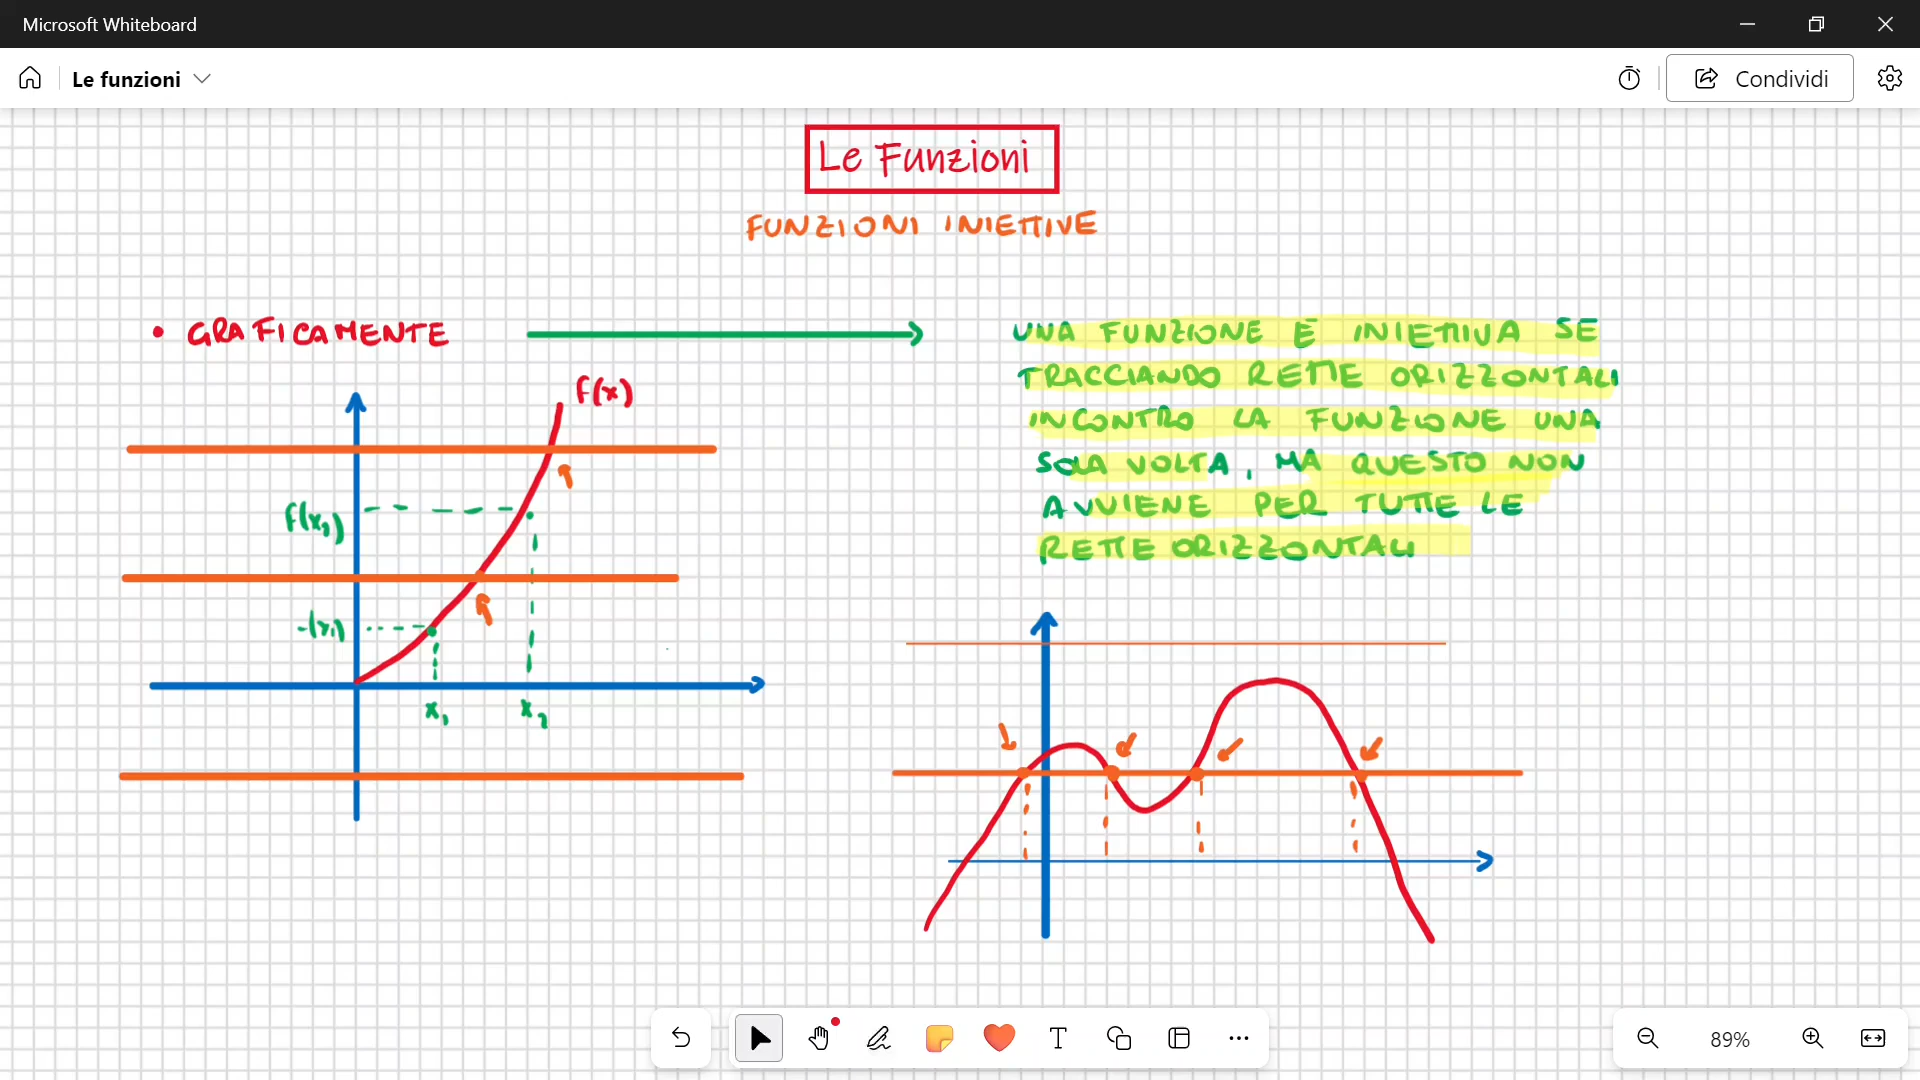 Microsoft Whiteboard
Le funzioni
Condividi
Le Funzioni
FUNZIONI INIETTIVE
• GRAFICAMENTE
UNA FUNZIONE È INIETTIVA SE
TRACCIANDO RETTE ORIZZONTALI
INCONTRO LA FUNZIONE UNA
SOLA VOLTA, MA QUESTO NON
AVVIENE PER TUTTE LE
RETTE ORIZZONTALI
f(x)
f(x₂)
f(x₁)
x₁ x₂
89%